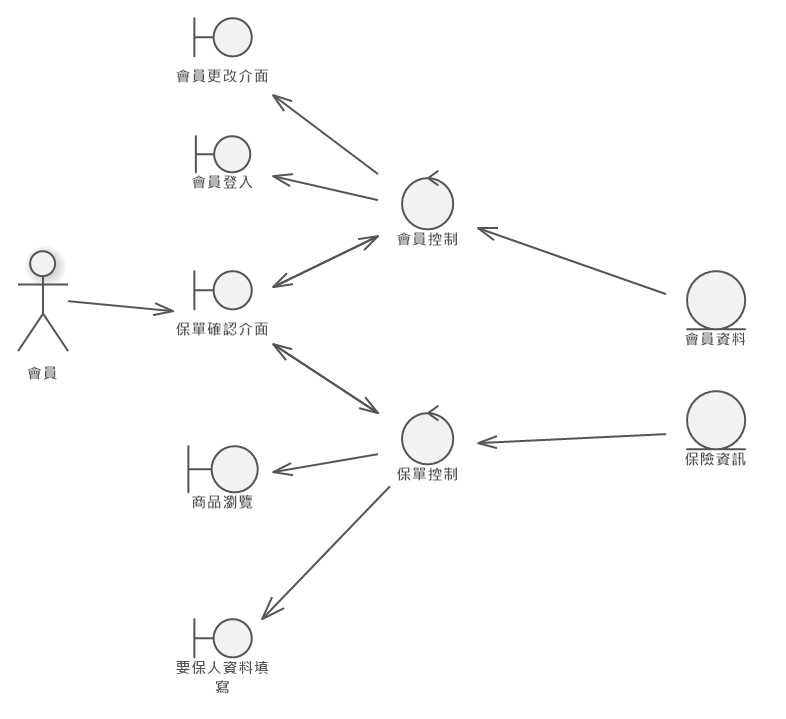 會員更改介面
會員登入
會員控制
保單確認介面
會員資料
會員
保險資訊
保單控制
商品瀏覽
要保人資料填
寫